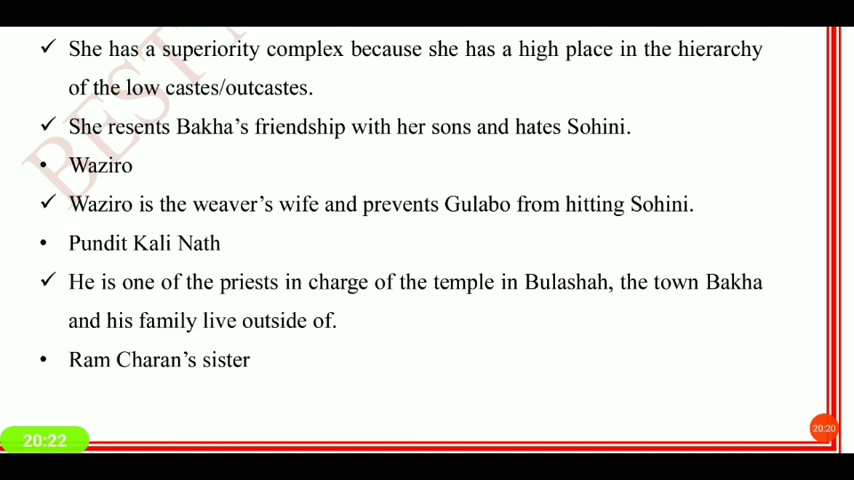 ✓ She has a superiority complex because she has a high place in the hierarchy
of the low castes/outcastes.
✓ She resents Bakha’s friendship with her sons and hates Sohini.
• Waziro
✓ Waziro is the weaver’s wife and prevents Gulabo from hitting Sohini.
• Pundit Kali Nath
✓ He is one of the priests in charge of the temple in Bulashah, the town Bakha
and his family live outside of.
• Ram Charan’s sister
20:22
20:20
BEST